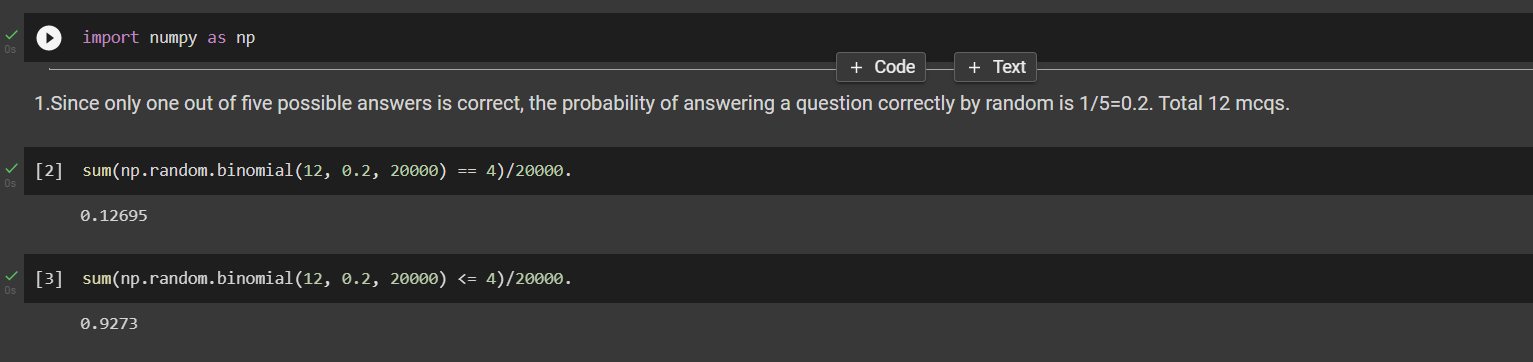 import numpy as np
0s
+ Code + Text
1.Since only one out of five possible answers is correct, the probability of answering a question correctly by random is 1/5=0.2. Total 12 mcqs.
[2] sum(np.random.binomial(12, 0.2, 20000) == 4)/20000.
0s
0.12695
[3] sum(np.random.binomial(12, 0.2, 20000) <= 4)/20000.
0s
0.9273